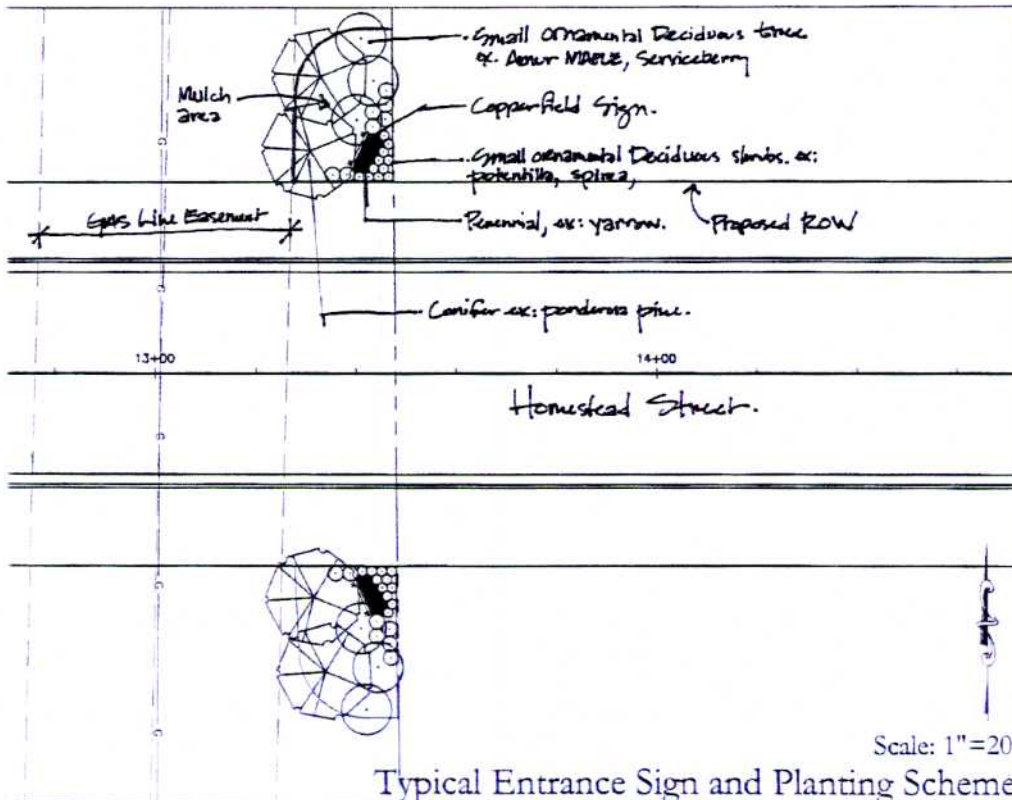 Small ornamental Deciduous tree
ex. Amur MAPLE, Serviceberry
Mulch
area
Copperfield Sign.
Small ornamental Deciduous shrubs. ex:
potentilla, spirea,
Gas Line Easement
Perennial, ex: yarrow.
Proposed ROW
Conifer ex: ponderosa pine.
13+00
14+00
Homestead Street.
G
G
G
G
G
Scale: 1"=20
Typical Entrance Sign and Planting Scheme